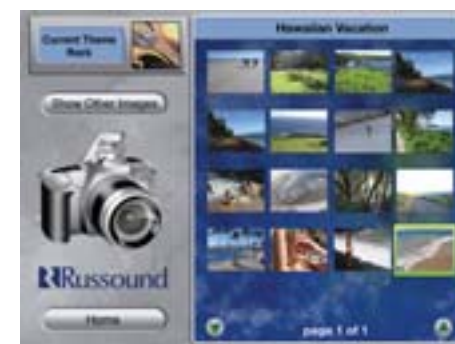 Current Theme
Rock
Show Other Images
Russound
Home
Hawaiian Vacation
page 1 of 1